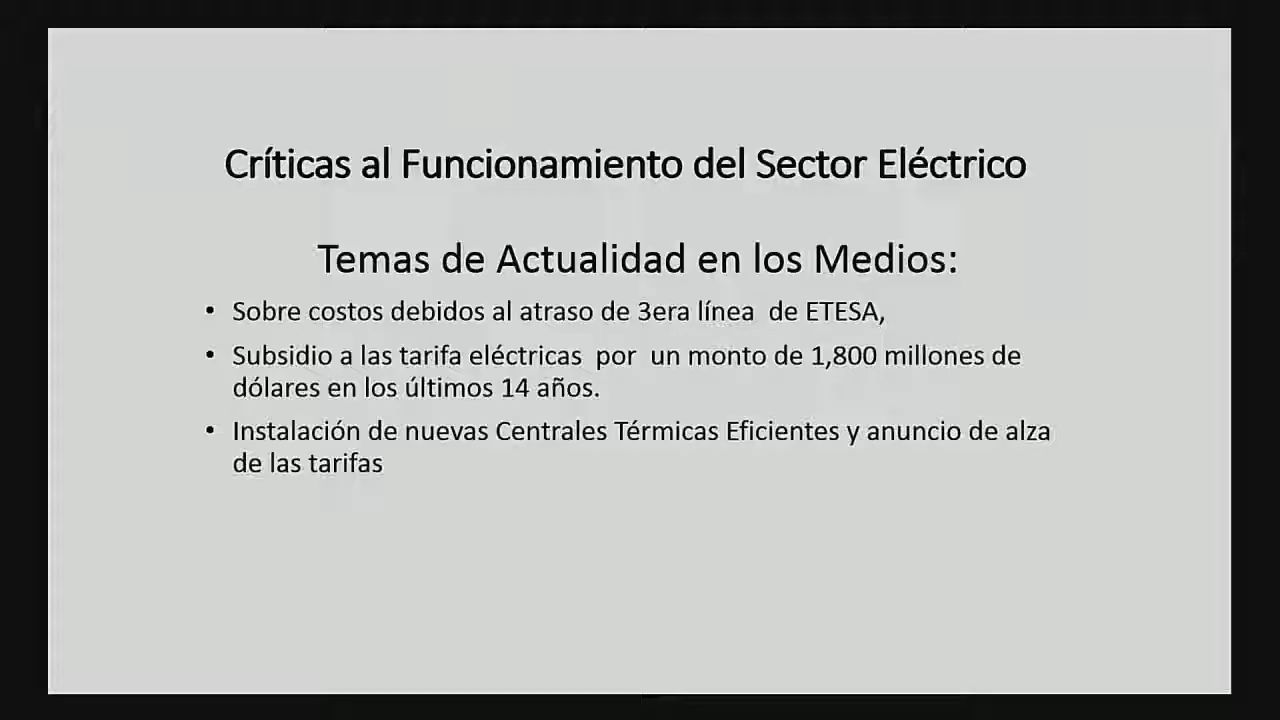 Críticas al Funcionamiento del Sector Eléctrico
Temas de Actualidad en los Medios:
• Sobre costos debidos al atraso de 3era línea de ETESA,
• Subsidio a las tarifa eléctricas por un monto de 1,800 millones de
dólares en los últimos 14 años.
• Instalación de nuevas Centrales Térmicas Eficientes y anuncio de alza
de las tarifas